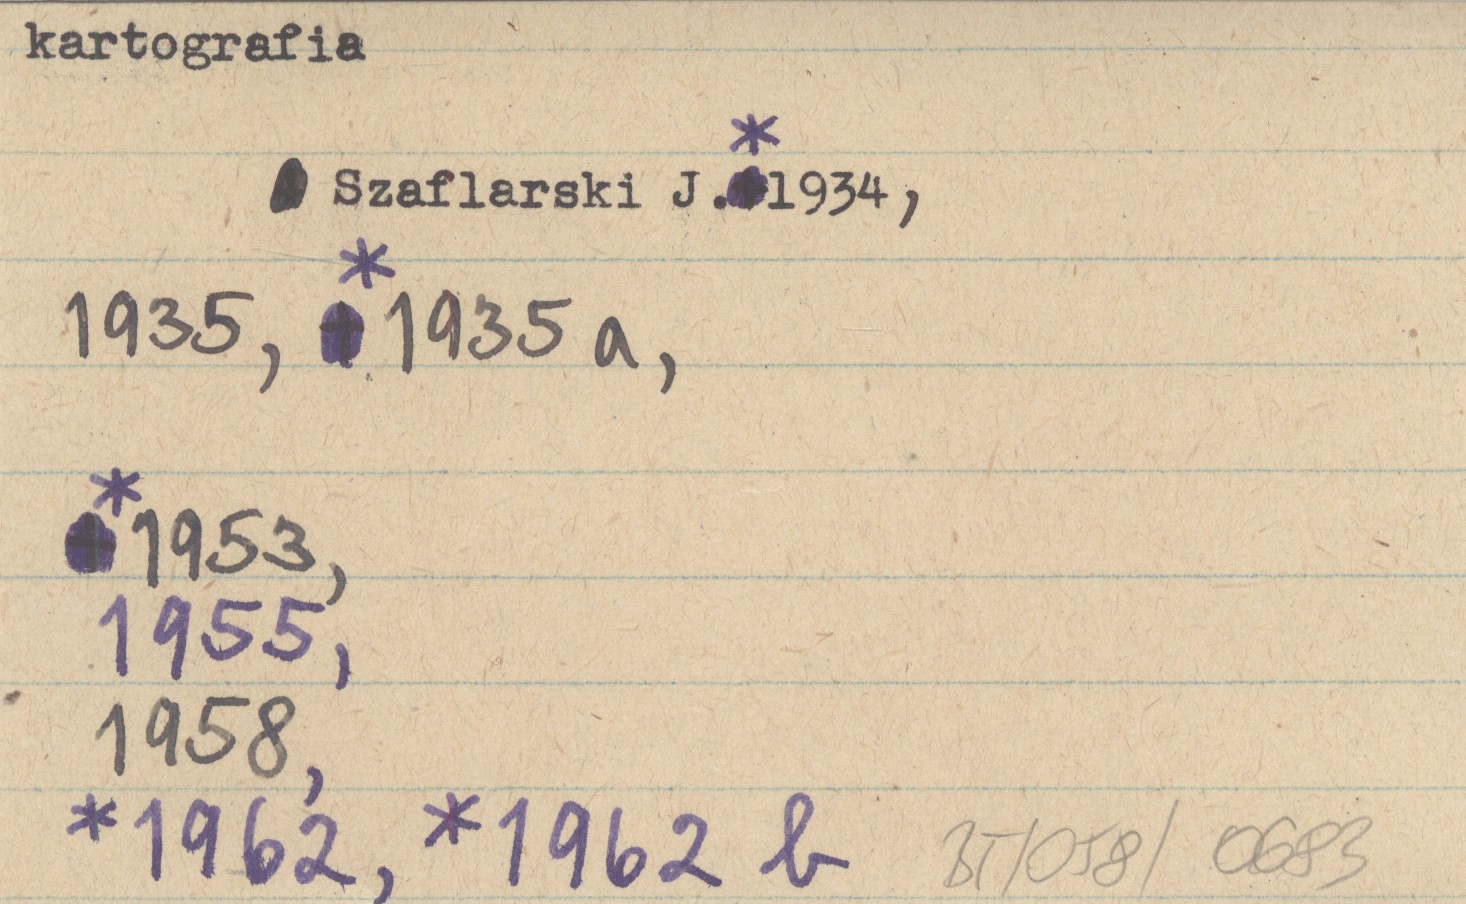 kartografia
Szaflarski J. *1934,
1935, *1935 a,
*1953,
1955,
1958,
*1962, *1962 b
BT/058/ 0683